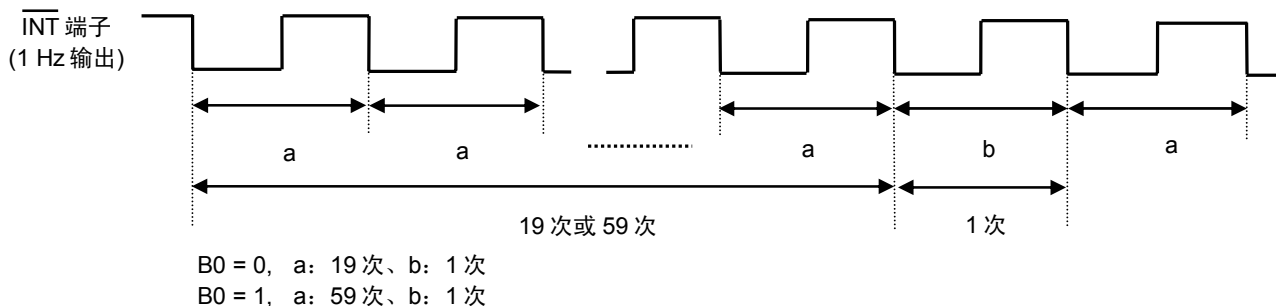 INT 端子
(1 Hz 输出)
a
a
a
b
a
19 次或 59 次
1 次
B0 = 0, a：19 次、b：1 次
B0 = 1, a：59 次、b：1 次